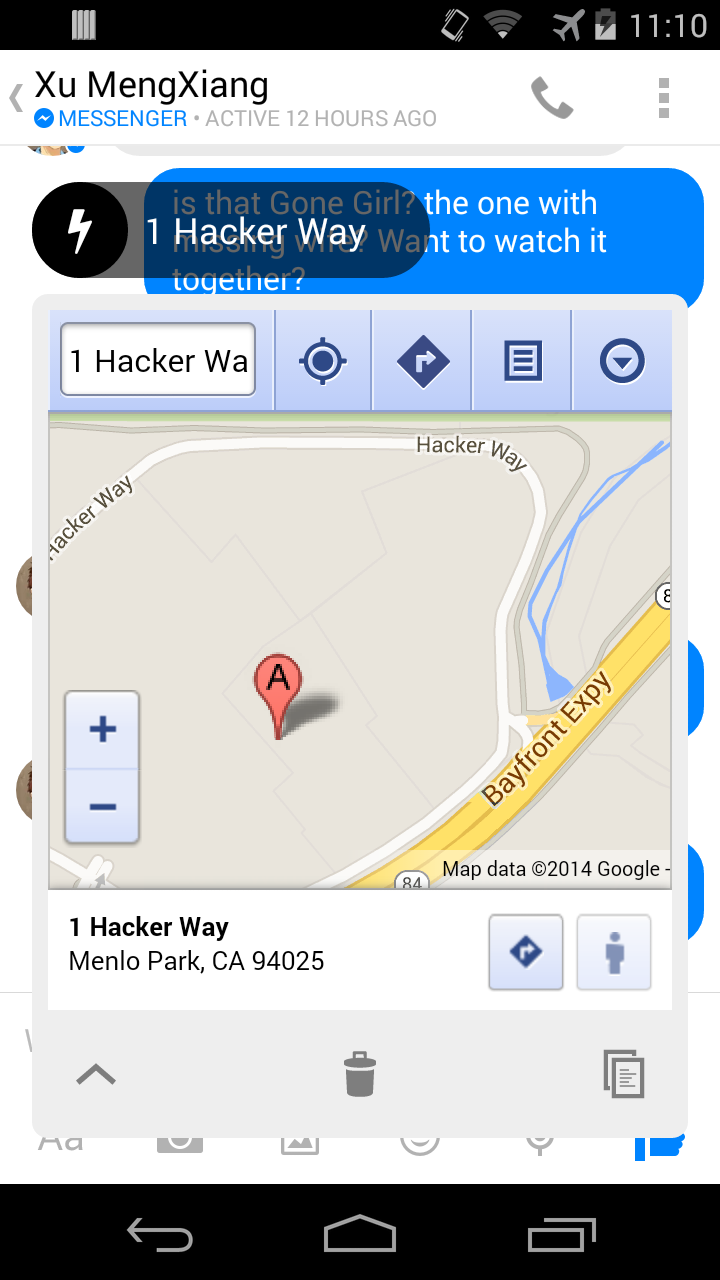 11:10
Xu MengXiang
MESSENGER • ACTIVE 12 HOURS AGO
is that Gone Girl? the one with
missing wife? Want to watch it
together?
1 Hacker Way
1 Hacker Wa
Hacker Way
Hacker Way
8
Bayfront Expy
84
Map data ©2014 Google -
1 Hacker Way
Menlo Park, CA 94025
Aa